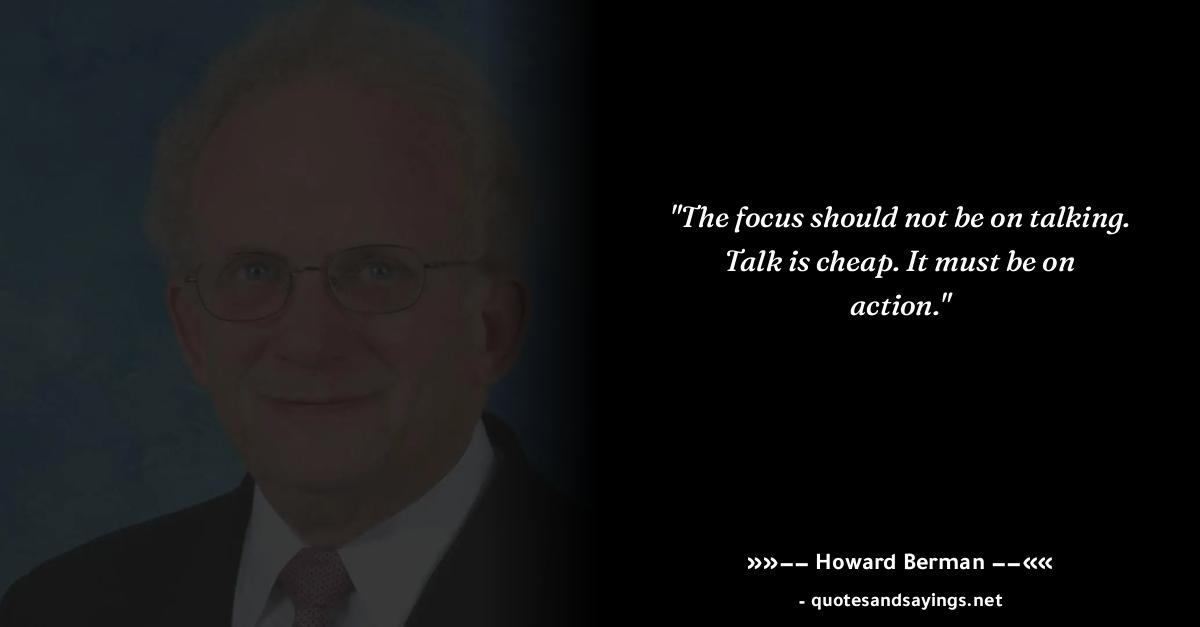 "The focus should not be on talking.
Talk is cheap. It must be on
action."
»»−− Howard Berman −−««
- quotesandsayings.net